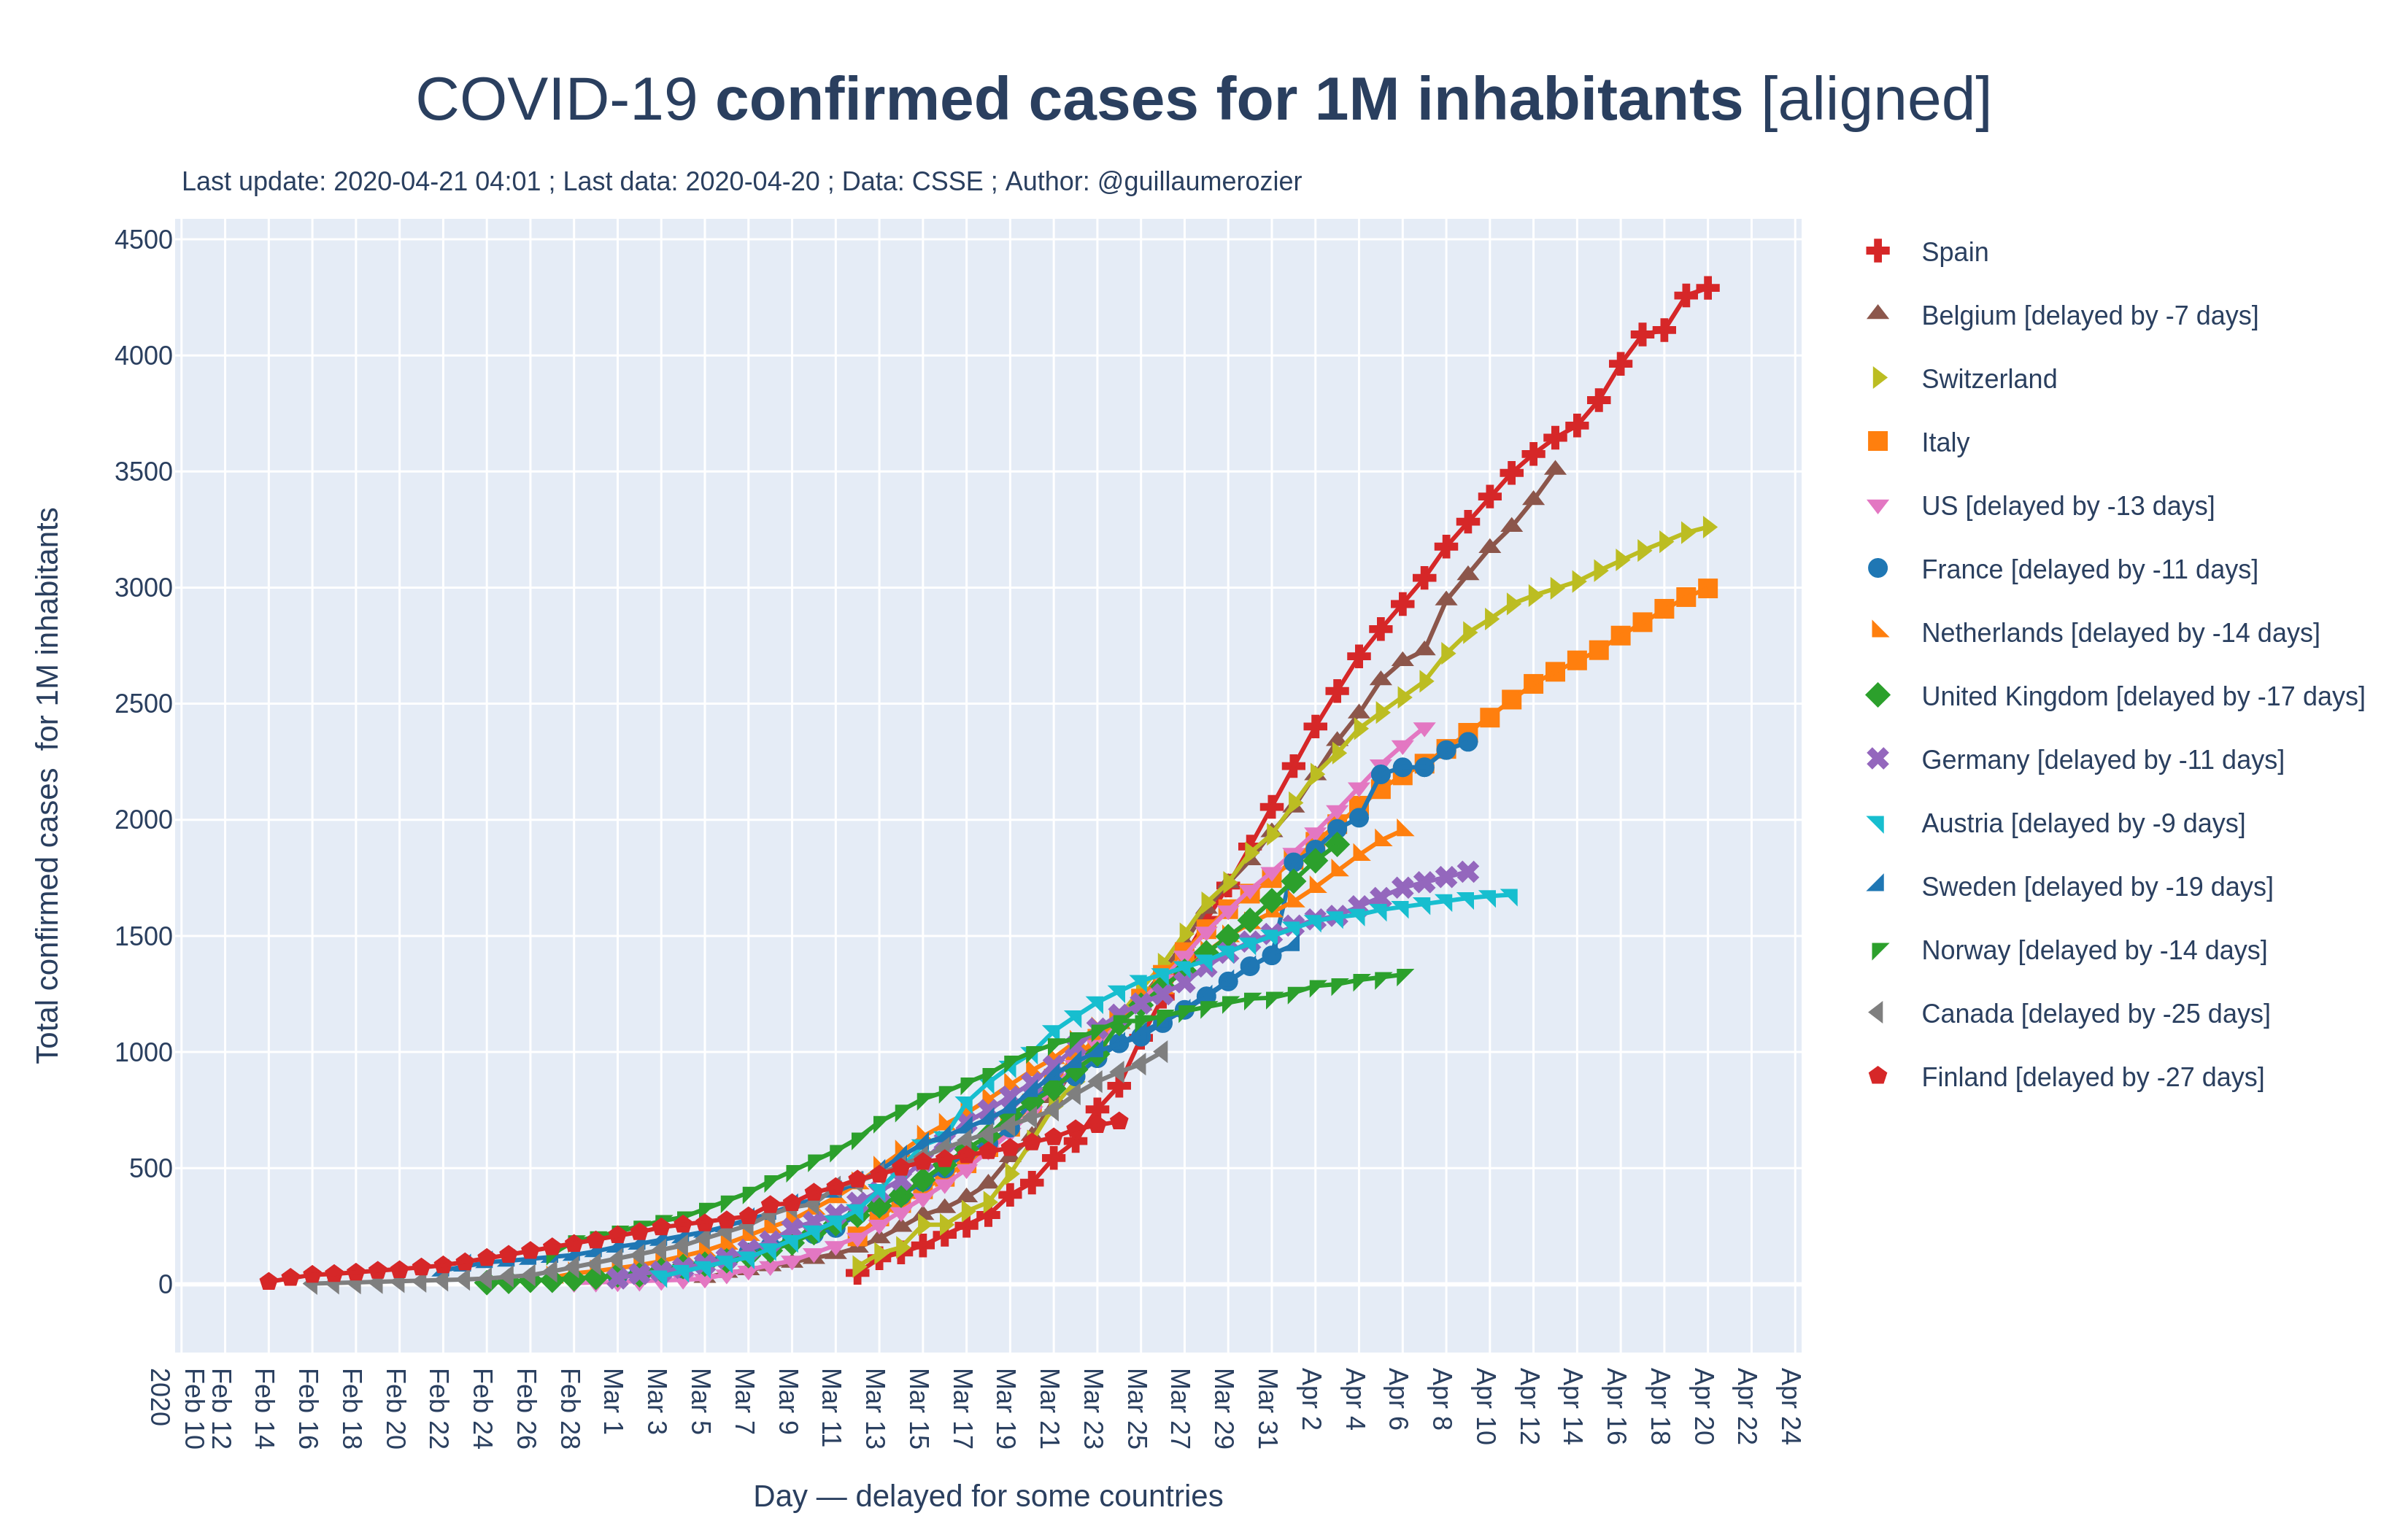 COVID-19 confirmed cases for 1M inhabitants [aligned]
Last update: 2020-04-21 04:01 ; Last data: 2020-04-20 ; Data: CSSE ; Author: @guillaumerozier
Total confirmed cases for 1M inhabitants
4500
4000
3500
3000
2500
2000
1500
1000
500
0
Feb 10
2020
Feb 12
Feb 14
Feb 16
Feb 18
Feb 20
Feb 22
Feb 24
Feb 26
Feb 28
Mar 1
Mar 3
Mar 5
Mar 7
Mar 9
Mar 11
Mar 13
Mar 15
Mar 17
Mar 19
Mar 21
Mar 23
Mar 25
Mar 27
Mar 29
Mar 31
Apr 2
Apr 4
Apr 6
Apr 8
Apr 10
Apr 12
Apr 14
Apr 16
Apr 18
Apr 20
Apr 22
Apr 24
Day — delayed for some countries
Spain
Belgium [delayed by -7 days]
Switzerland
Italy
US [delayed by -13 days]
France [delayed by -11 days]
Netherlands [delayed by -14 days]
United Kingdom [delayed by -17 days]
Germany [delayed by -11 days]
Austria [delayed by -9 days]
Sweden [delayed by -19 days]
Norway [delayed by -14 days]
Canada [delayed by -25 days]
Finland [delayed by -27 days]